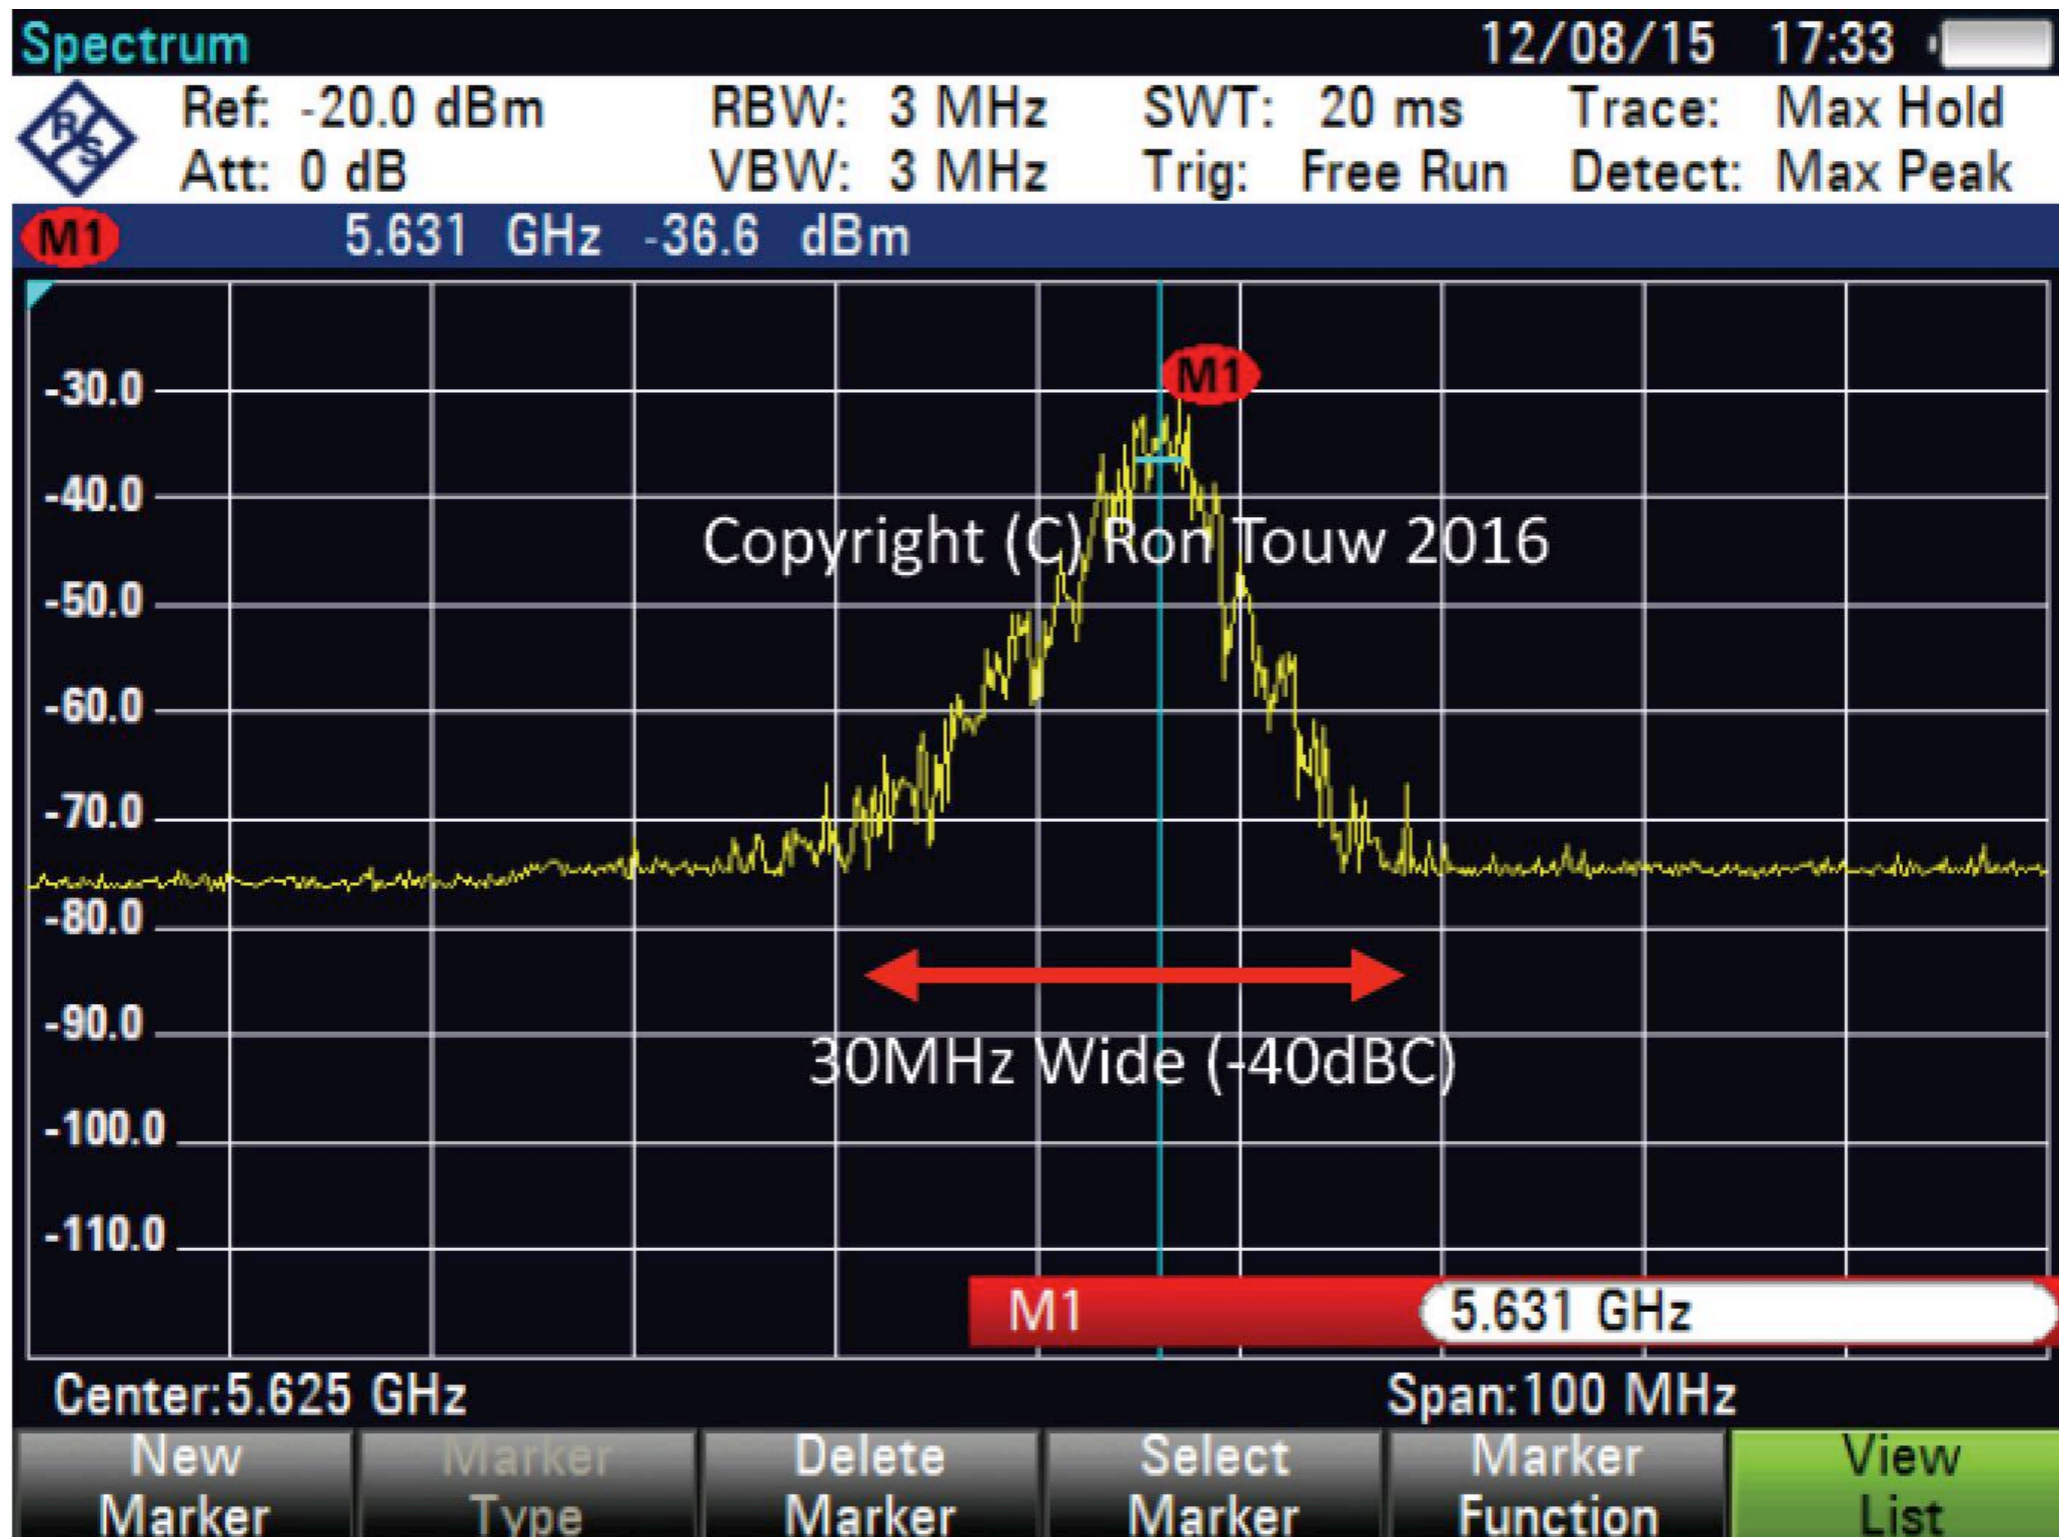 Spectrum 12/08/15 17:33
R/S Ref: -20.0 dBm RBW: 3 MHz SWT: 20 ms Trace: Max Hold
Att: 0 dB VBW: 3 MHz Trig: Free Run Detect: Max Peak
M1 5.631 GHz -36.6 dBm
M1
-30.0
-40.0
Copyright (C) Ron Touw 2016
-50.0
-60.0
-70.0
-80.0
-90.0
30MHz Wide (-40dBC)
-100.0
-110.0
M1 5.631 GHz
Center:5.625 GHz Span:100 MHz
New Marker Delete Select Marker View
Marker Type Marker Marker Function List